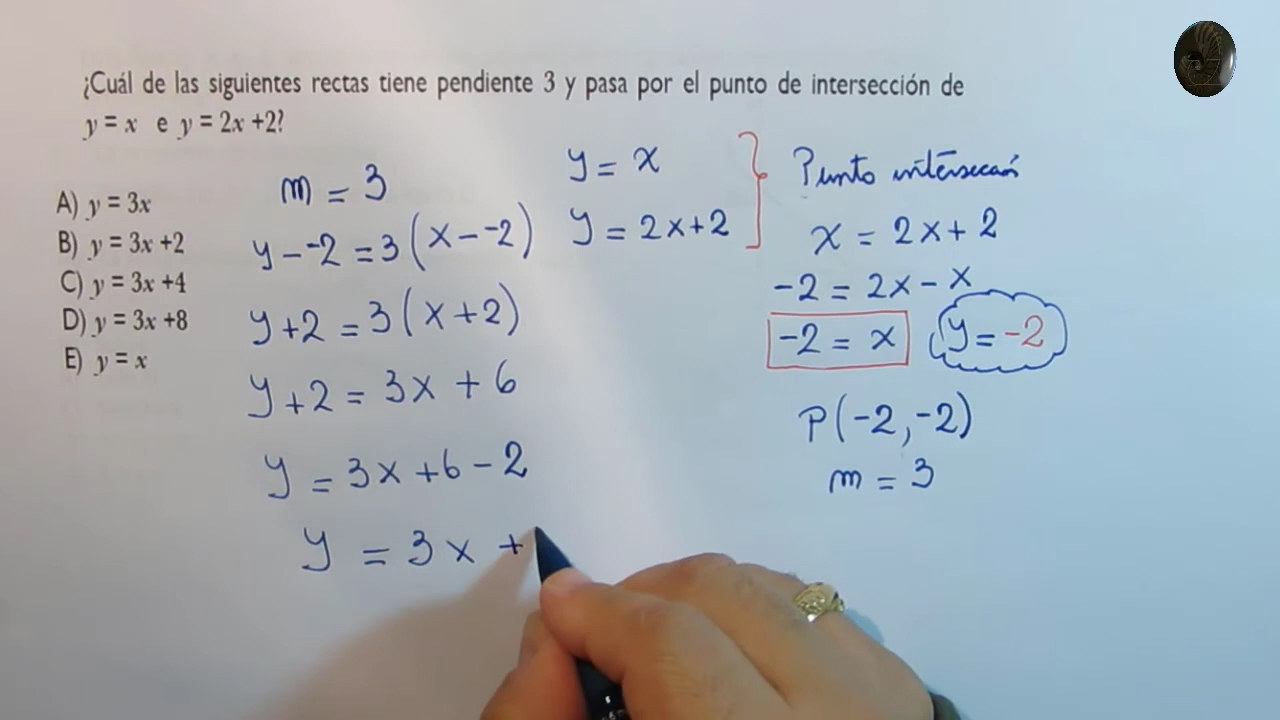 ¿Cuál de las siguientes rectas tiene pendiente 3 y pasa por el punto de intersección de
y = x e y = 2x +2?
A) y = 3x
B) y = 3x +2
C) y = 3x +4
D) y = 3x +8
E) y = x
m = 3
y - -2 = 3(x - -2)
y + 2 = 3(x + 2)
y + 2 = 3x + 6
y = 3x + 6 - 2
y = 3x +
y = x
y = 2x + 2
Punto intersección
x = 2x + 2
-2 = 2x - x
-2 = x y = -2
P(-2, -2)
m = 3